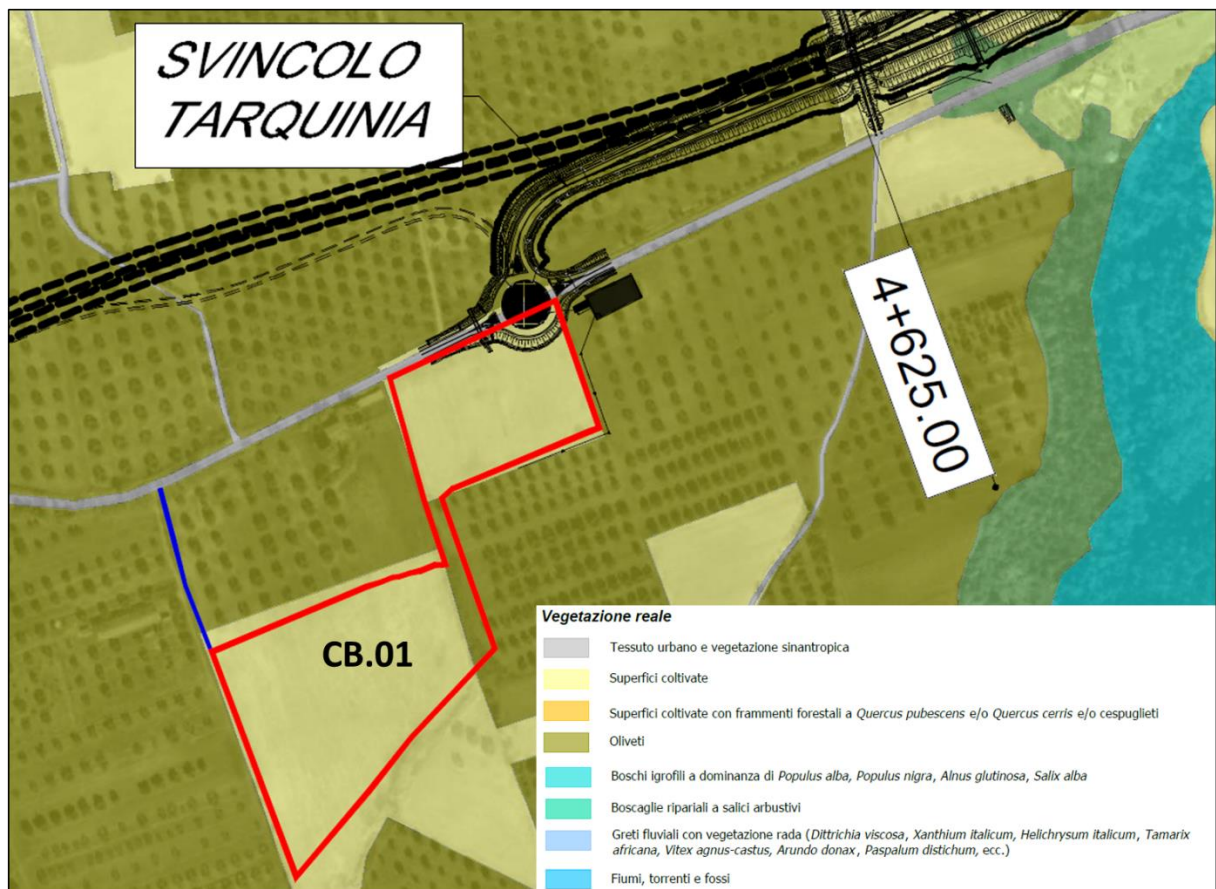 SVINCOLO
TARQUINIA
4+625.00
CB.01
Vegetazione reale
Tessuto urbano e vegetazione sinantropica
Superfici coltivate
Superfici coltivate con frammenti forestali a Quercus pubescens e/o Quercus cerris e/o cespuglieti
Oliveti
Boschi igrofili a dominanza di Populus alba, Populus nigra, Alnus glutinosa, Salix alba
Boscaglie ripariali a salici arbustivi
Greti fluviali con vegetazione rada (Dittrichia viscosa, Xanthium italicum, Helichrysum italicum, Tamarix
africana, Vitex agnus-castus, Arundo donax, Paspalum distichum, ecc.)
Fiumi, torrenti e fossi